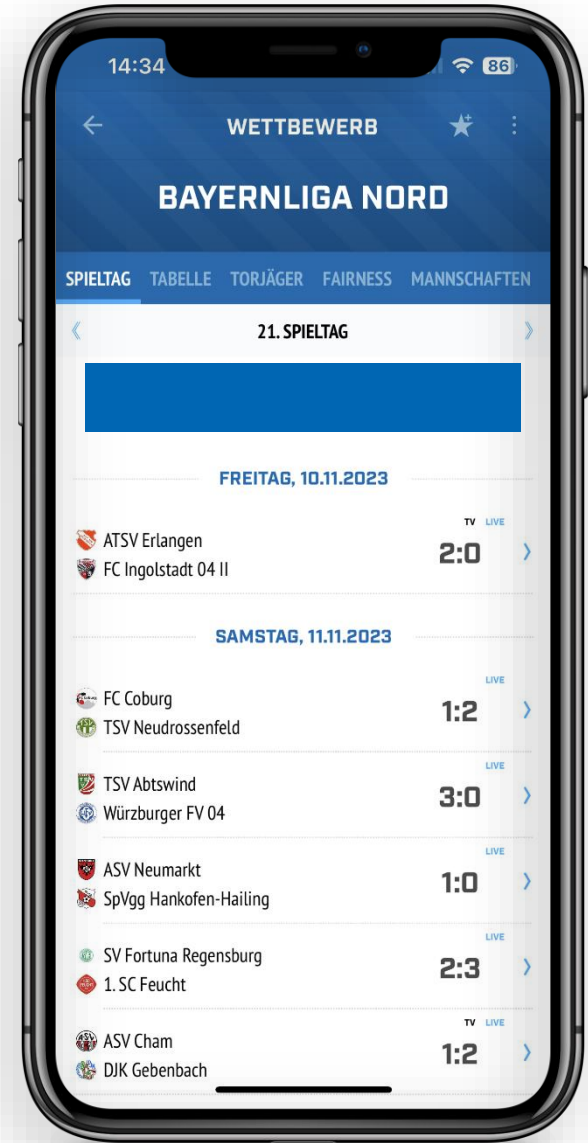 14:34
86
WETTBEWERB
BAYERNLIGA NORD
SPIELTAG TABELLE TORJÄGER FAIRNESS MANNSCHAFTEN
21. SPIELTAG
FREITAG, 10.11.2023
TV LIVE
ATSV Erlangen
2:0
FC Ingolstadt 04 II
SAMSTAG, 11.11.2023
LIVE
FC Coburg
1:2
TSV Neudrossenfeld
LIVE
TSV Abtswind
3:0
Würzburger FV 04
LIVE
ASV Neumarkt
1:0
SpVgg Hankofen-Hailing
LIVE
SV Fortuna Regensburg
2:3
1. SC Feucht
TV LIVE
ASV Cham
1:2
DJK Gebenbach